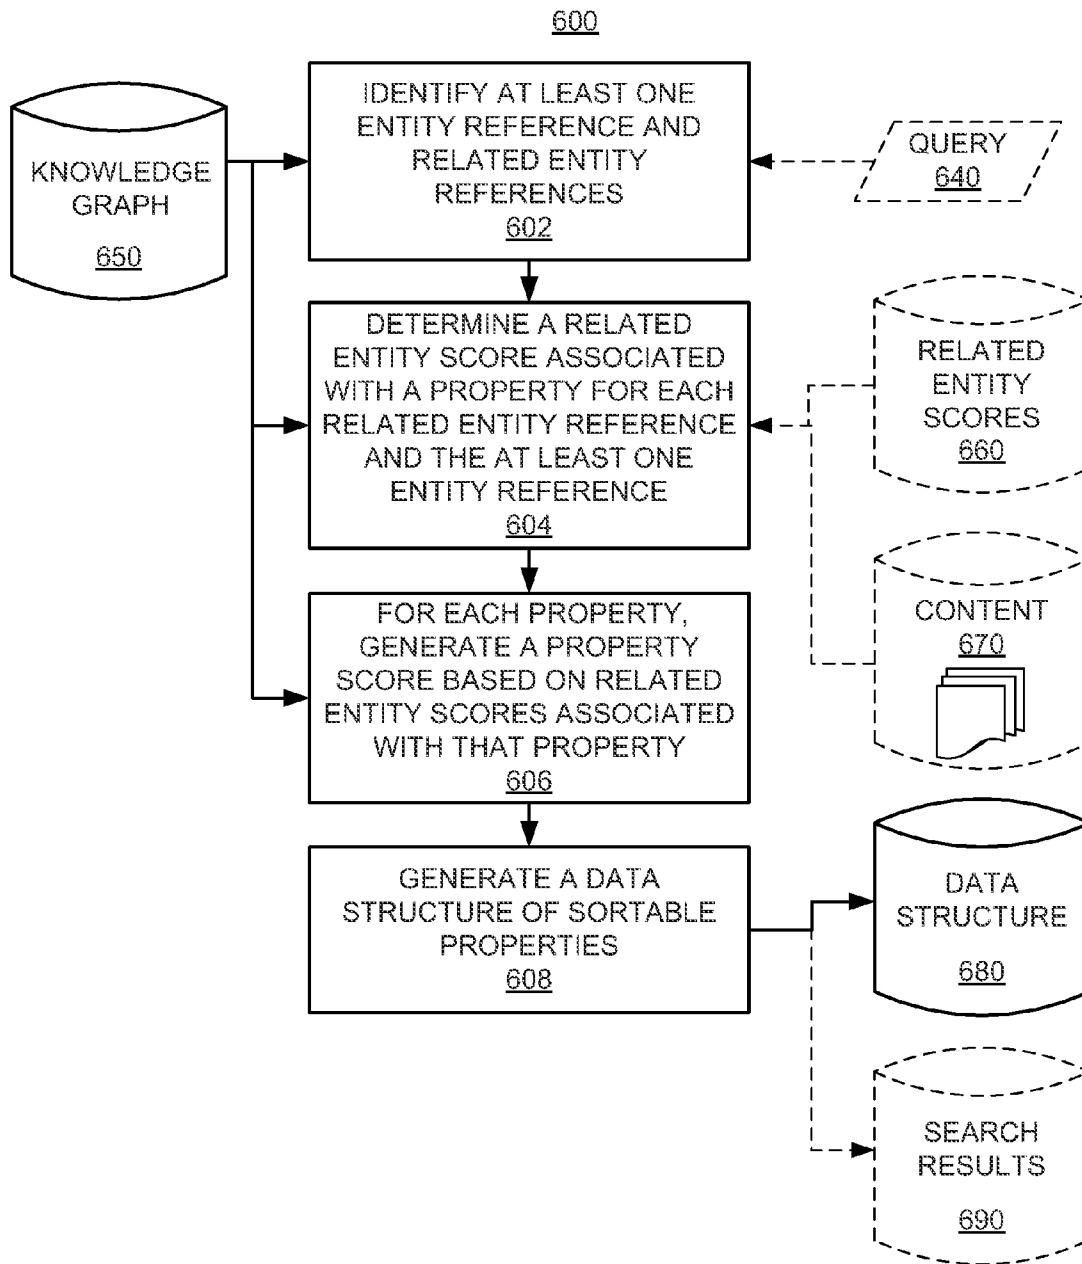 600
KNOWLEDGE
GRAPH
650
IDENTIFY AT LEAST ONE
ENTITY REFERENCE AND
RELATED ENTITY
REFERENCES
602
QUERY
640
DETERMINE A RELATED
ENTITY SCORE ASSOCIATED
WITH A PROPERTY FOR EACH
RELATED ENTITY REFERENCE
AND THE AT LEAST ONE
ENTITY REFERENCE
604
RELATED
ENTITY
SCORES
660
FOR EACH PROPERTY,
GENERATE A PROPERTY
SCORE BASED ON RELATED
ENTITY SCORES ASSOCIATED
WITH THAT PROPERTY
606
CONTENT
670
GENERATE A DATA
STRUCTURE OF SORTABLE
PROPERTIES
608
DATA
STRUCTURE
680
SEARCH
RESULTS
690